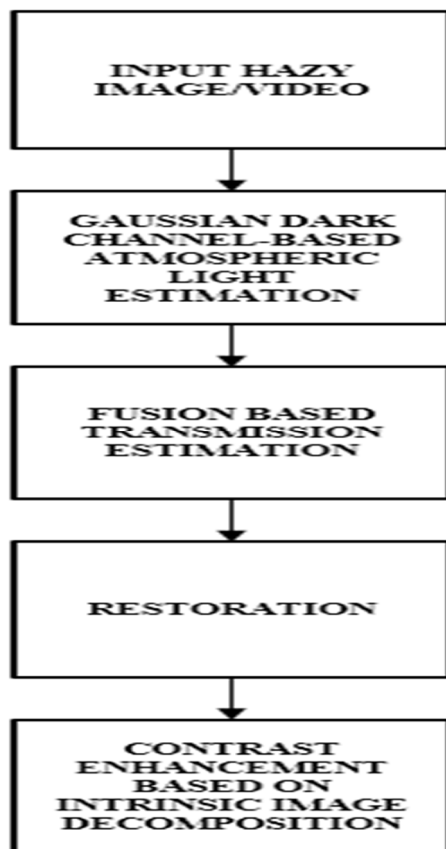 INPUT HAZY
IMAGE/VIDEO
GAUSSIAN DARK
CHANNEL-BASED
ATMOSPHERIC
LIGHT
ESTIMATION
FUSION BASED
TRANSMISSION
ESTIMATION
RESTORATION
CONTRAST
ENHANCEMENT
BASED ON
INTRINSIC IMAGE
DECOMPOSITION